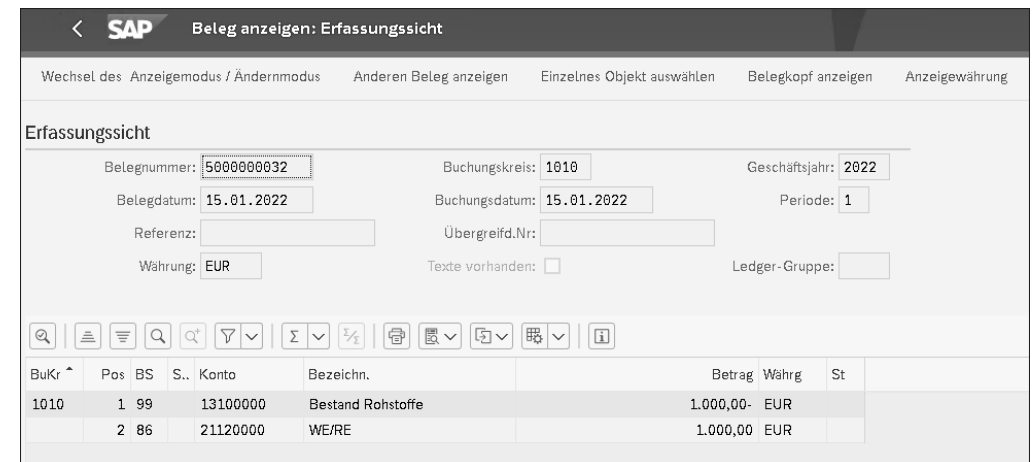 SAP Beleg anzeigen: Erfassungssicht
Wechsel des Anzeigemodus / Ändernmodus Anderen Beleg anzeigen Einzelnes Objekt auswählen Belegkopf anzeigen Anzeigewährung
Erfassungssicht
Belegnummer: 5000000032 Buchungskreis: 1010 Geschäftsjahr: 2022
Belegdatum: 15.01.2022 Buchungsdatum: 15.01.2022 Periode: 1
Referenz: Übergreifd.Nr:
Währung: EUR Texte vorhanden: Ledger-Gruppe:
BuKr Pos BS S.. Konto Bezeichn. Betrag Währg St
1010 1 99 13100000 Bestand Rohstoffe 1.000,00- EUR
2 86 21120000 WE/RE 1.000,00 EUR